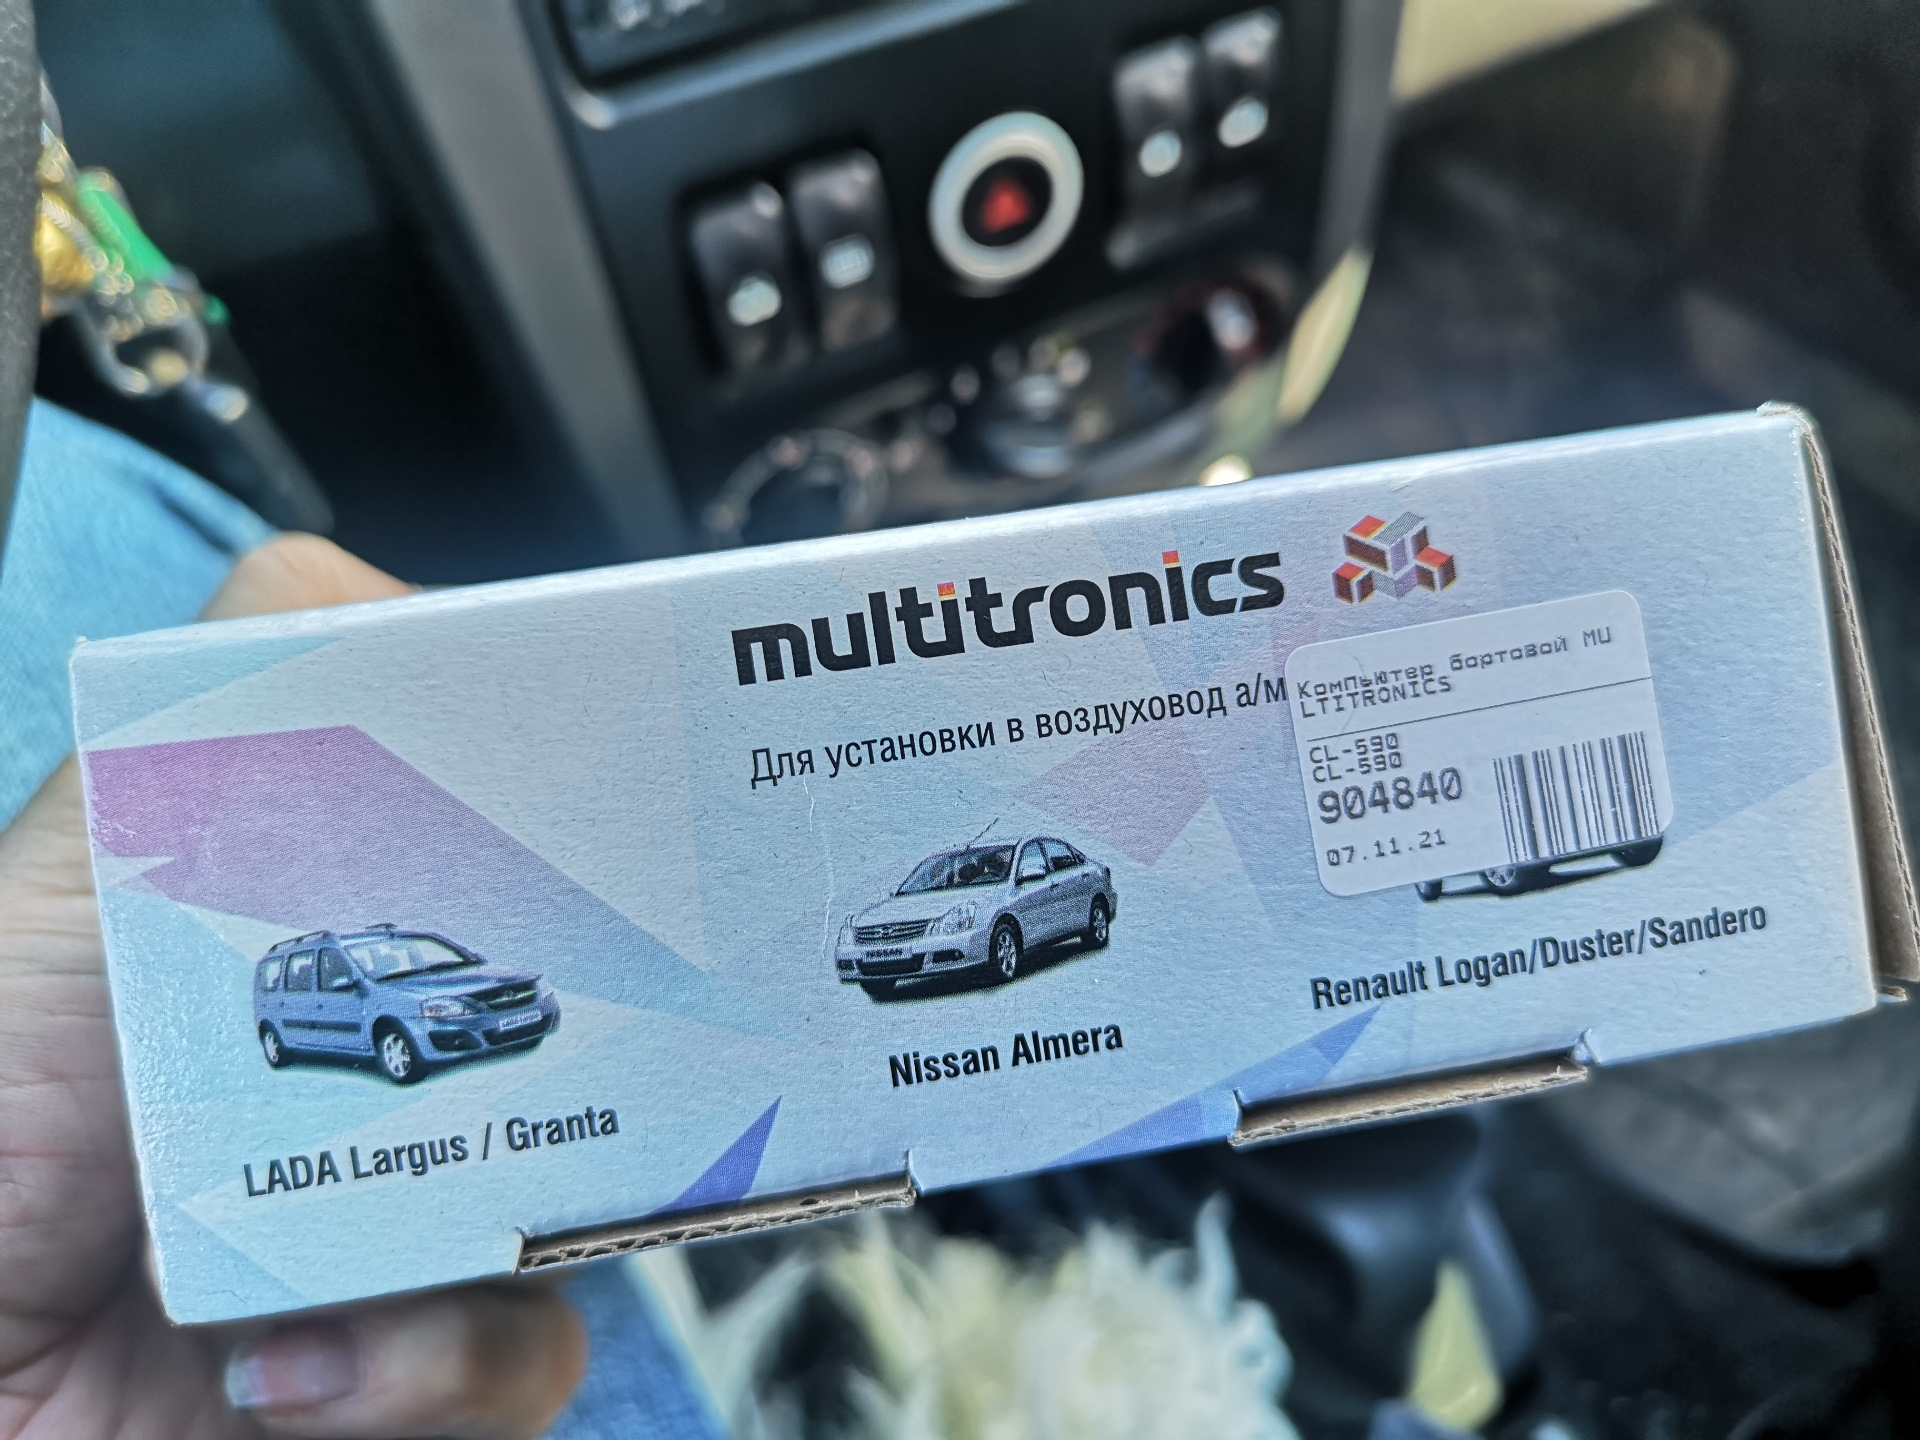 multitronics
Для установки в воздуховод а/м
Компьютер бортовой MU
LTITRONICS
CL-590
CL-590
904840
07.11.21
NISSAN
LADA Largus / Granta
Nissan Almera
Renault Logan/Duster/Sandero